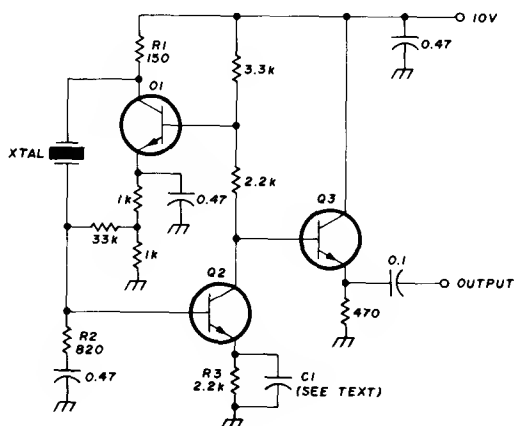 10V
R1
150
0.47
3.3k
Q1
XTAL
2.2k
0.47
1k
Q3
33k
1k
0.1
OUTPUT
Q2
470
R2
820
0.47
R3
2.2k
C1
(SEE TEXT)